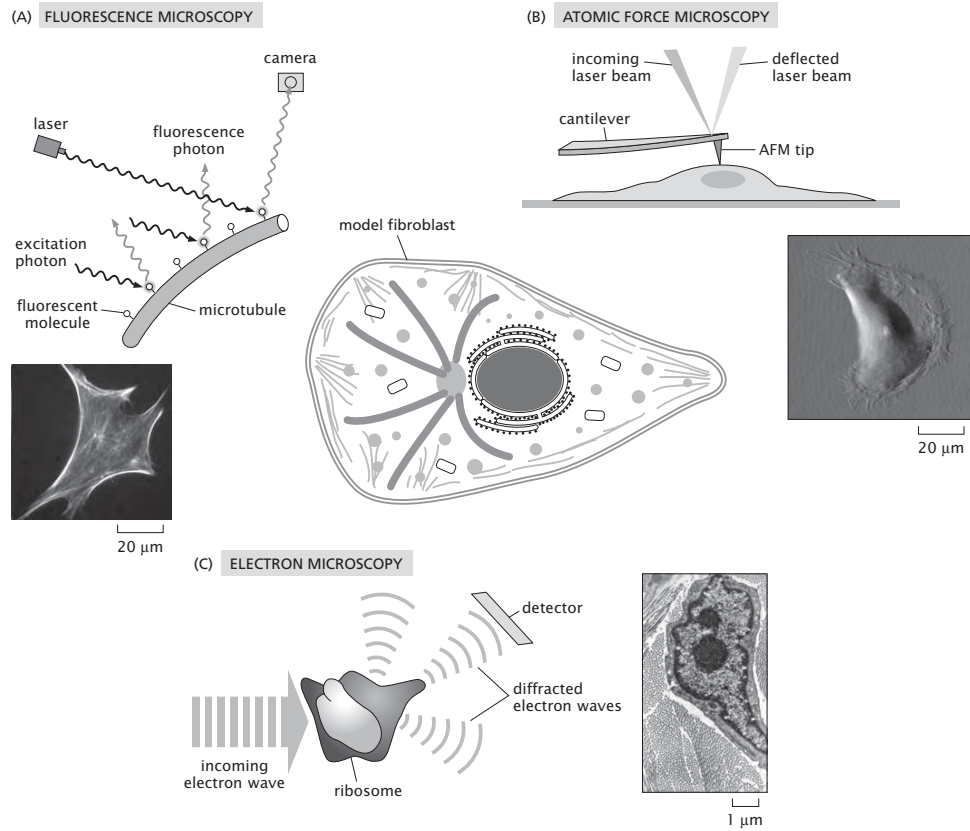 (A) FLUORESCENCE MICROSCOPY
camera
laser
fluorescence
photon
excitation
photon
fluorescent
molecule
microtubule
20 μm
(B) ATOMIC FORCE MICROSCOPY
incoming
laser beam
deflected
laser beam
cantilever
AFM tip
20 μm
model fibroblast
(C) ELECTRON MICROSCOPY
detector
diffracted
electron waves
incoming
electron wave
ribosome
1 μm